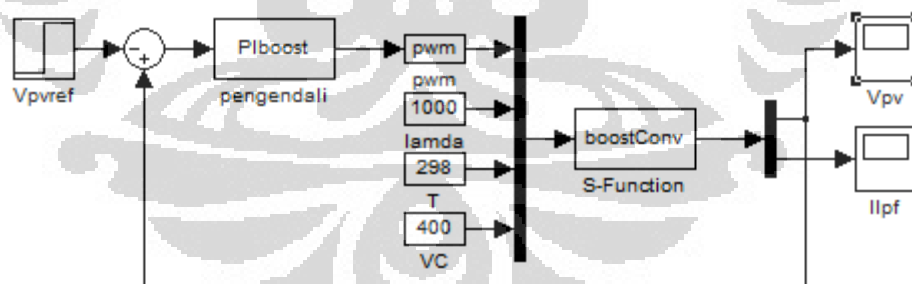 PIboost
pwm
Vpvref
pengendali
pwm
1000
lamda
298
T
400
VC
boostConv
S-Function
Vpv
Ilpf